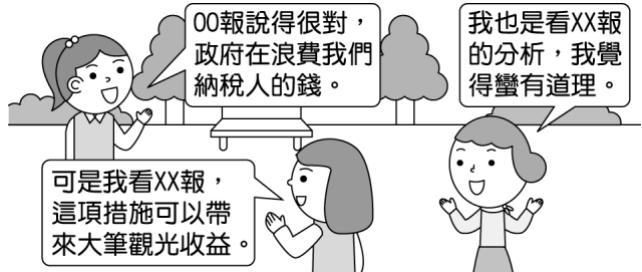 OO報說得很對，
政府在浪費我們
納稅人的錢。
可是我看XX報，
這項措施可以帶
來大筆觀光收益。
我也是看XX報
的分析，我覺
得蠻有道理。